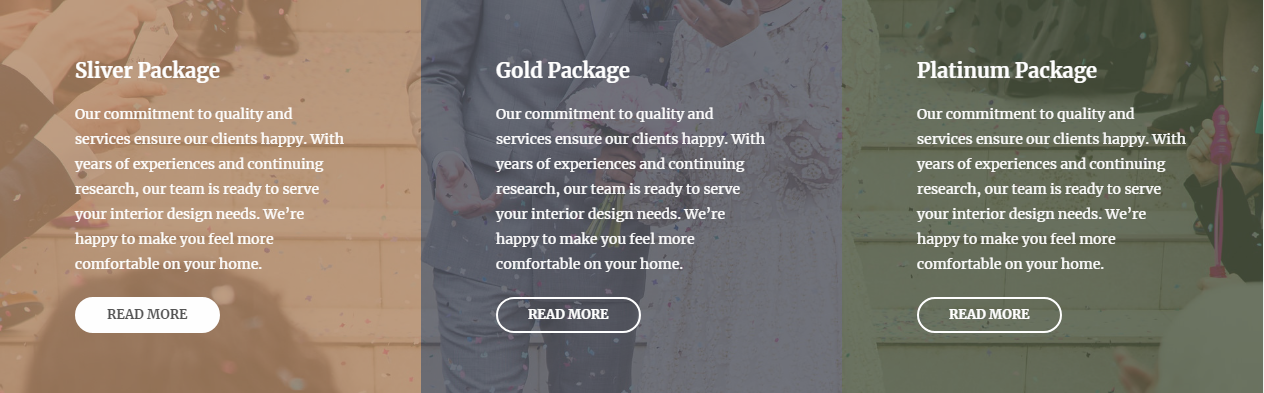 Sliver Package
Our commitment to quality and
services ensure our clients happy. With
years of experiences and continuing
research, our team is ready to serve
your interior design needs. We’re
happy to make you feel more
comfortable on your home.
READ MORE
Gold Package
Our commitment to quality and
services ensure our clients happy. With
years of experiences and continuing
research, our team is ready to serve
your interior design needs. We’re
happy to make you feel more
comfortable on your home.
READ MORE
Platinum Package
Our commitment to quality and
services ensure our clients happy. With
years of experiences and continuing
research, our team is ready to serve
your interior design needs. We’re
happy to make you feel more
comfortable on your home.
READ MORE